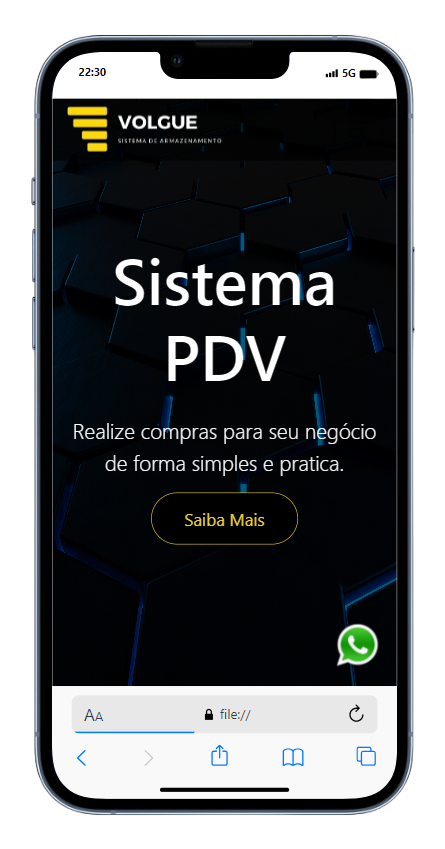 22:30
5G
VOLGUE
SISTEMA DE ARMAZENAMENTO
Sistema
PDV
Realize compras para seu negócio
de forma simples e pratica.
Saiba Mais
AA
file://